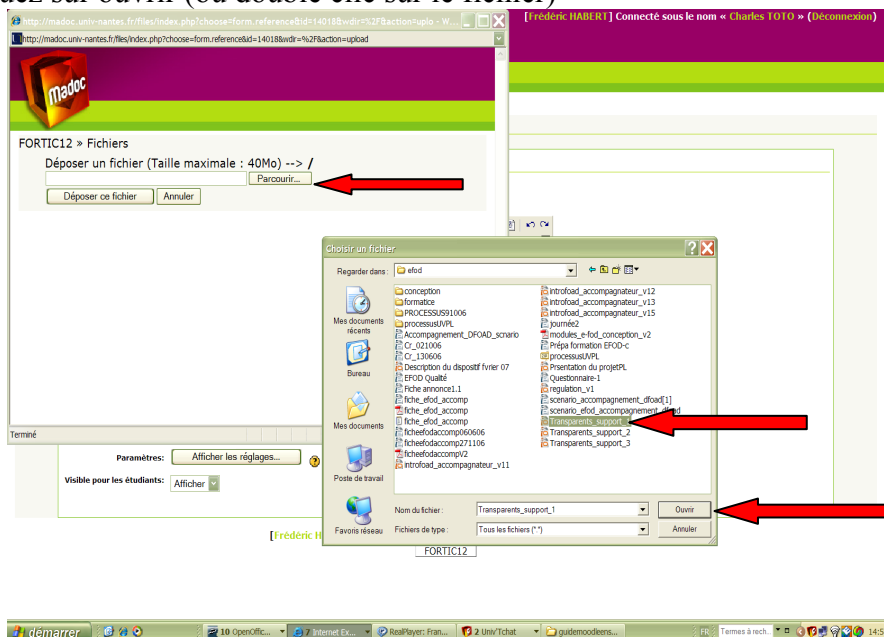 dez sur ouvrir (ou double clic sur le fichier)
http://madoc.univ-nantes.fr/files/index.php?choose=form.reference&id=14018&wdir=%2F&action=uplo - W...
[Frédéric HABERT] Connecté sous le nom « Charles TOTO » (Déconnexion)
http://madoc.univ-nantes.fr/files/index.php?choose=form.reference&id=14018&wdir=%2F&action=upload
Madoc
FORTIC12 » Fichiers
Déposer un fichier (Taille maximale : 40Mo) --> /
Parcourir...
Déposer ce fichier
Annuler
Choisir un fichier
Regarder dans :
efod
Mes documents récents
Bureau
Mes documents
Poste de travail
Favoris réseau
conception
formatice
PROCESSUS91006
processusUVPL
Accompagnement_DFOAD_scnario
Cr_021006
Cr_130606
Description du dispostif fvrier 07
EFOD Qualité
Fiche annonce1.1
fiche_efod_accomp
fiche_efod_accomp
fiche_efod_accomp
ficheefodaccomp060606
ficheefodaccomp271106
ficheefodaccompV2
introfoad_accompagnateur_v11
introfoad_accompagnateur_v12
introfoad_accompagnateur_v13
introfoad_accompagnateur_v15
journée2
modules_e-fod_conception_v2
Prépa formation EFOD-c
processusUVPL
Prsentation du projetPL
Questionnaire-1
regulation_v1
scenario_accompagnement_dfoad[1]
scenario_efod_accompagnement_dfoad
Transparents_support_1
Transparents_support_2
Transparents_support_3
Nom du fichier :
Transparents_support_1
Ouvrir
Fichiers de type :
Tous les fichiers (*.*)
Annuler
Terminé
Paramètres:
Afficher les réglages...
Visible pour les étudiants:
Afficher
[Frédéric H
FORTIC12
démarrer
10 OpenOffic...
7 Internet Ex...
RealPlayer: Fran...
2 Univ'Tchat
guidemoodleens...
FR
Termes à rech..
14:5